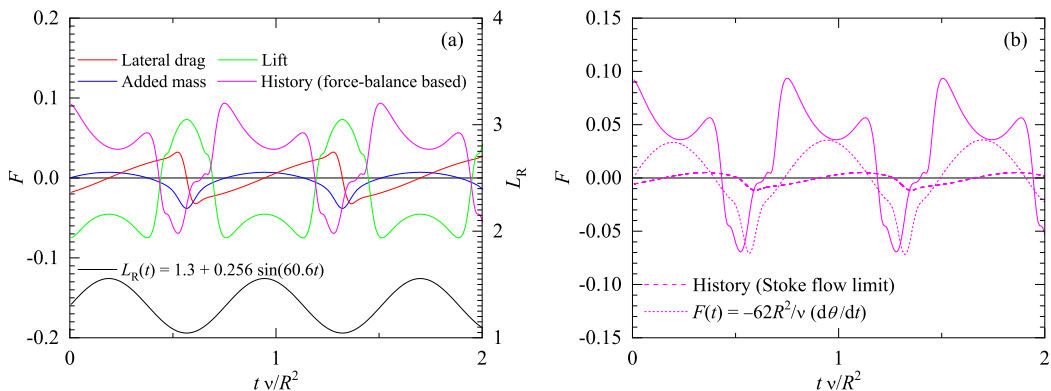 0.2
0.1
0.0
-0.1
-0.2
F
4
3
2
1
L_R
(a)
Lateral drag
Lift
Added mass
History (force-balance based)
L_R(t) = 1.3 + 0.256 sin(60.6t)
0
1
2
t ν/R²
0.15
0.10
0.05
0.00
-0.05
-0.10
-0.15
F
(b)
History (Stoke flow limit)
F(t) = –62R²/ν (dθ/dt)
0
1
2
t ν/R²